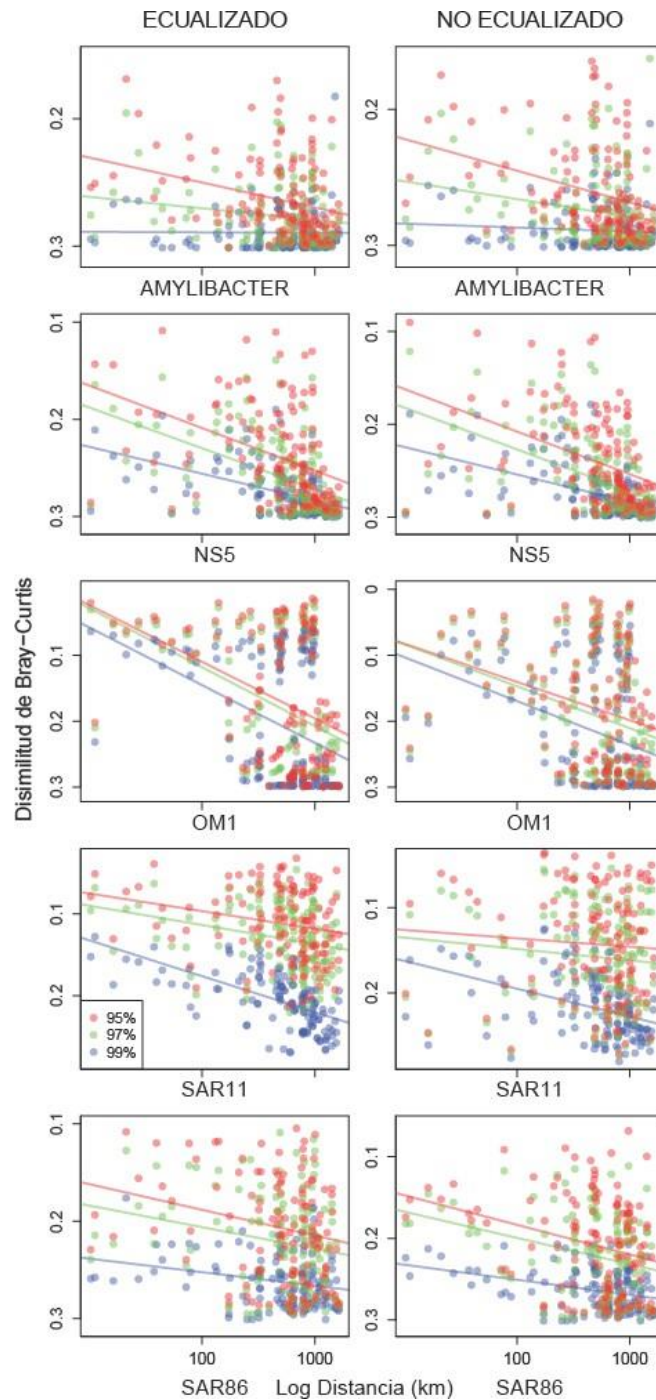 ECUALIZADO NO ECUALIZADO
0.2 0.2
0.3 0.3
AMYLIBACTER AMYLIBACTER
0.1 0.1
0.2 0.2
0.3 0.3
NS5 NS5
0
0.1 0.1
0.2 0.2
0.3 0.3
Disimilitud de Bray-Curtis
OM1 OM1
0.1 0.1
0.2 0.2
95%
97%
99%
SAR11 SAR11
0.1 0.1
0.2 0.2
0.3 0.3
100 1000 100 1000
SAR86 Log Distancia (km) SAR86